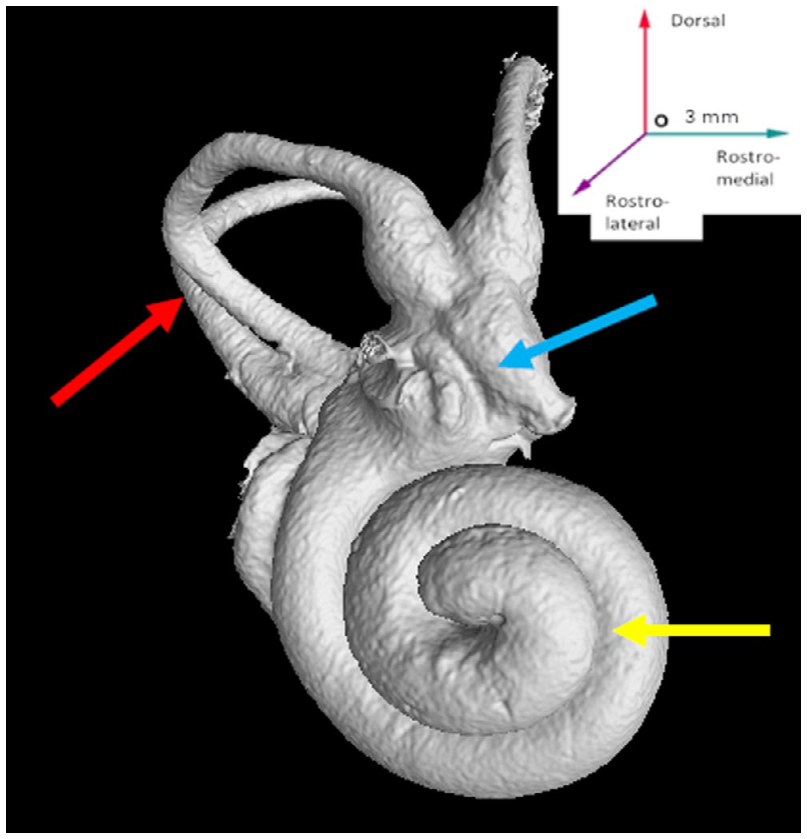 Dorsal
O 3 mm
Rostro-
medial
Rostro-
lateral